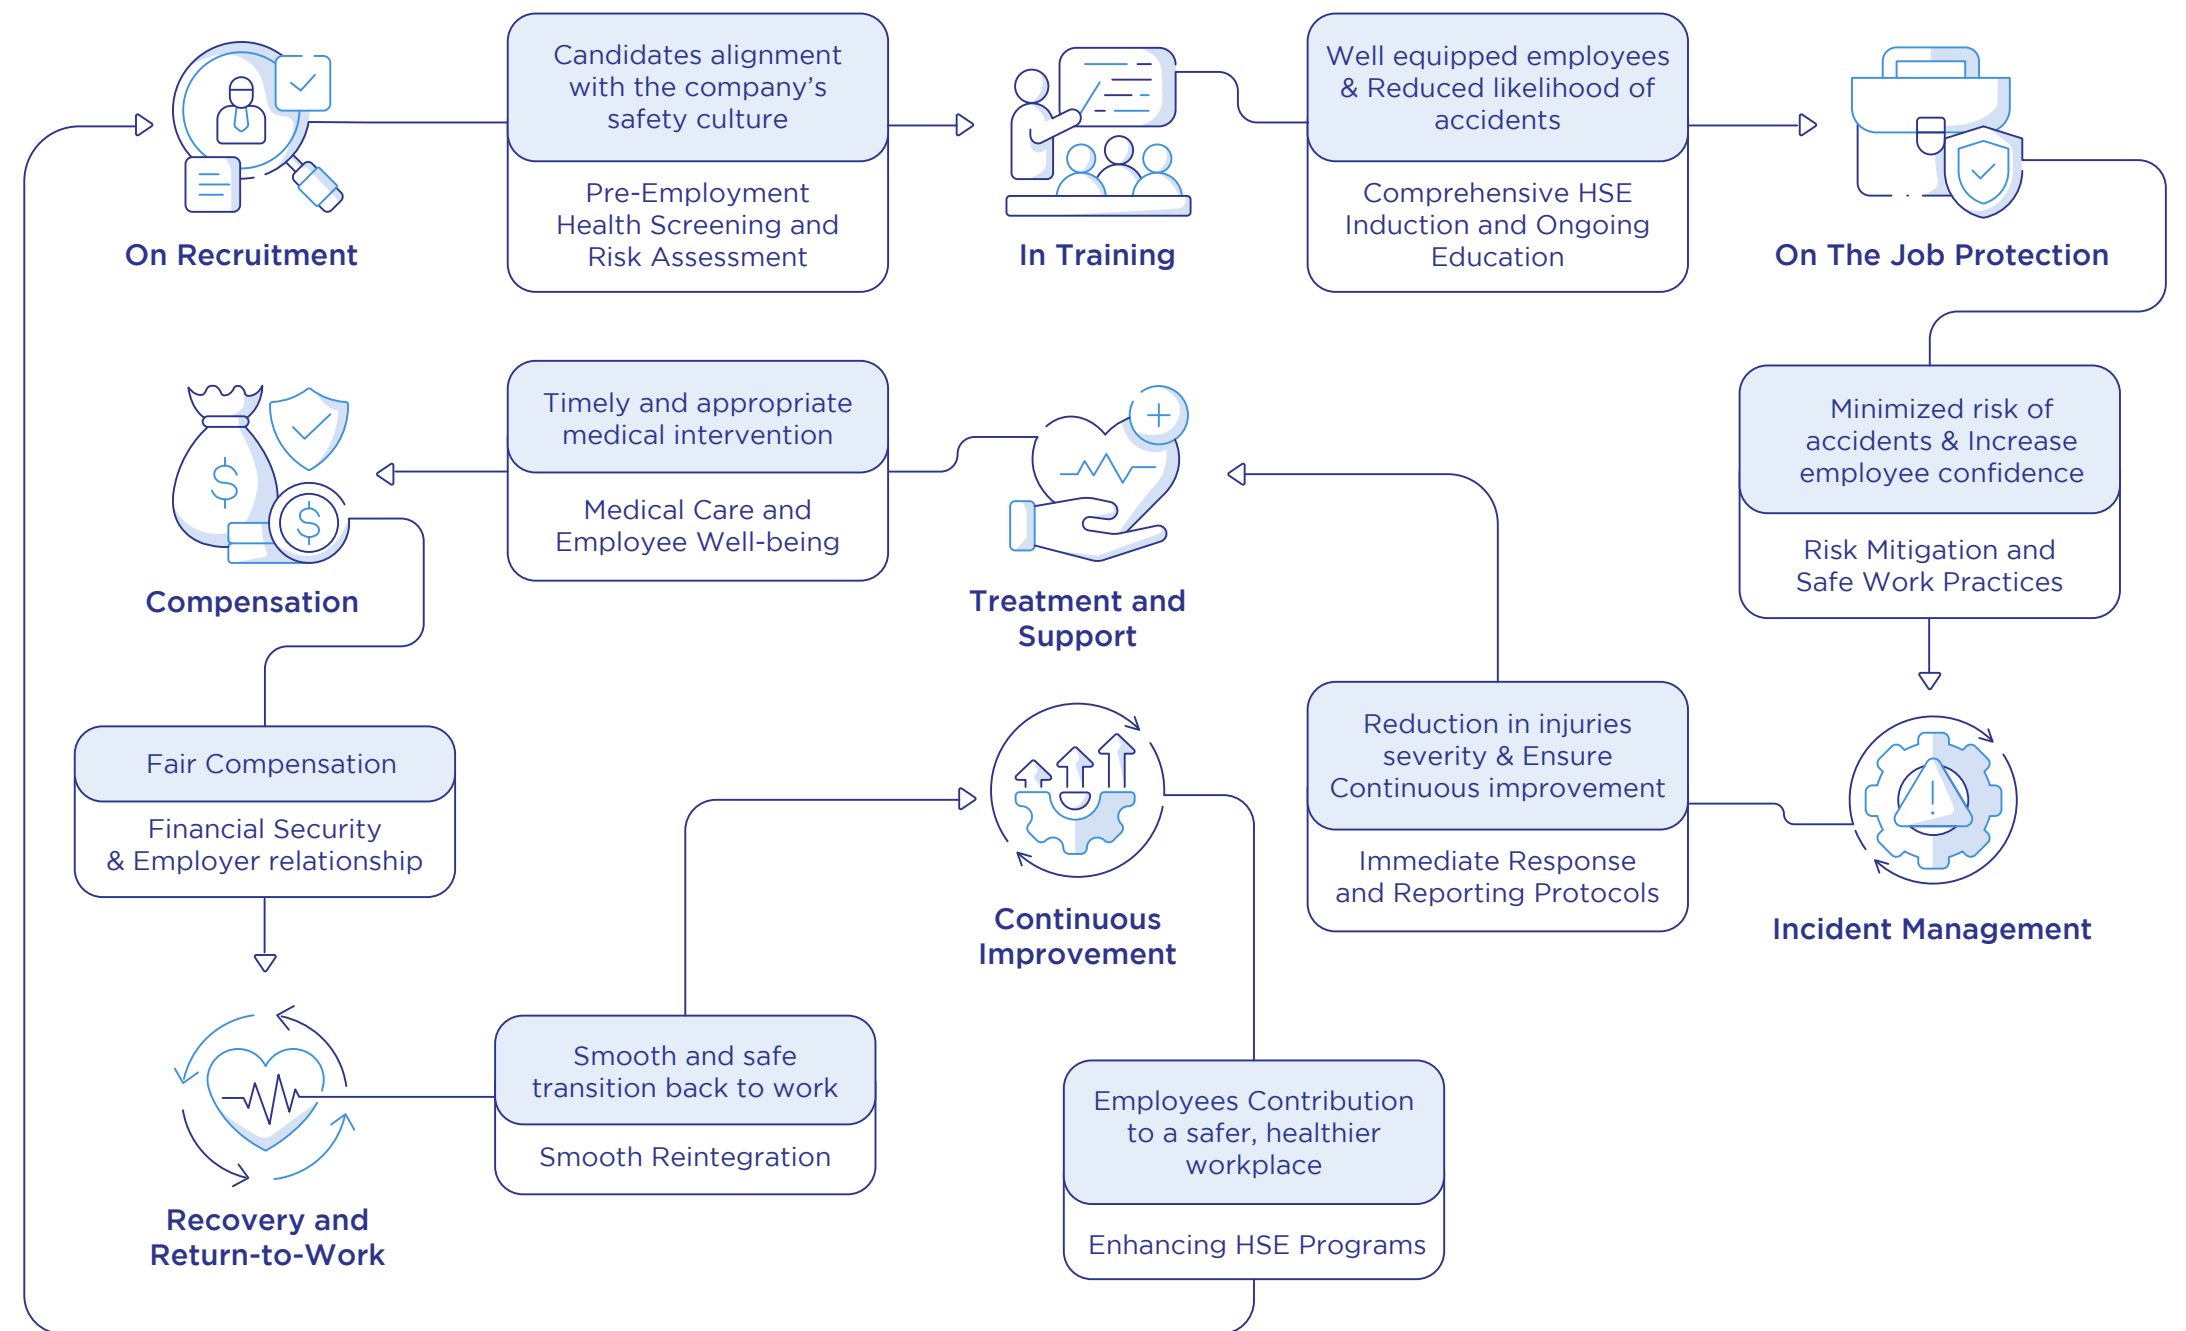 On Recruitment
Candidates alignment
with the company's
safety culture
Pre-Employment
Health Screening and
Risk Assessment
In Training
Well equipped employees
& Reduced likelihood of
accidents
Comprehensive HSE
Induction and Ongoing
Education
On The Job Protection
Minimized risk of
accidents & Increase
employee confidence
Risk Mitigation and
Safe Work Practices
Incident Management
Reduction in injuries
severity & Ensure
Continuous improvement
Immediate Response
and Reporting Protocols
Treatment and
Support
Timely and appropriate
medical intervention
Medical Care and
Employee Well-being
Compensation
Fair Compensation
Financial Security
& Employer relationship
Recovery and
Return-to-Work
Smooth and safe
transition back to work
Smooth Reintegration
Continuous
Improvement
Employees Contribution
to a safer, healthier
workplace
Enhancing HSE Programs